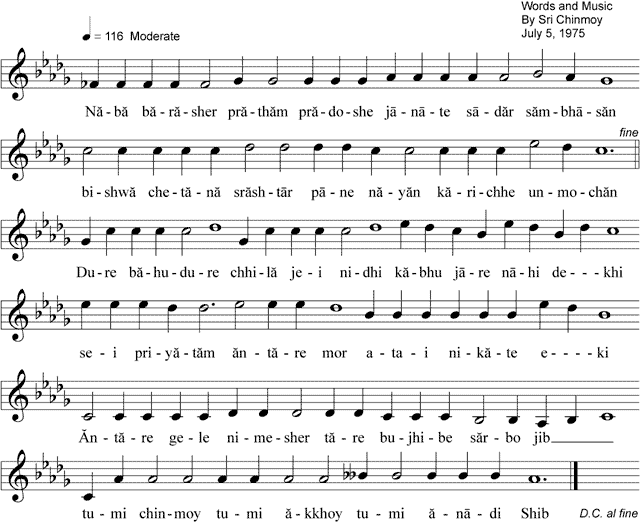 Words and Music
By Sri Chinmoy
July 5, 1975
= 116 Moderate
Nă-bă bă-ră-sher pră-thăm pră-do-she jā-nā-te sā-dăr săm-bhā-săn
fine
bi-shwă che-tă-nă srăsh-tār pā-ne nă-yăn kă-ri-chhe un-mo-chăn
Du-re bă-hu-du-re chhi-lă je-i ni-dhi kă-bhu jā-re nā-hi de---khi
se-i pri-yă-tăm ăn-tă-re mor a-ta-i ni-kă-te e----ki
Ăn-tă-re ge-le ni-me-sher tă-re bu-jhi-be săr-bo jib
tu-mi chin-moy tu-mi ă-kkhoy tu-mi ă-nā-di Shib
D.C. al fine